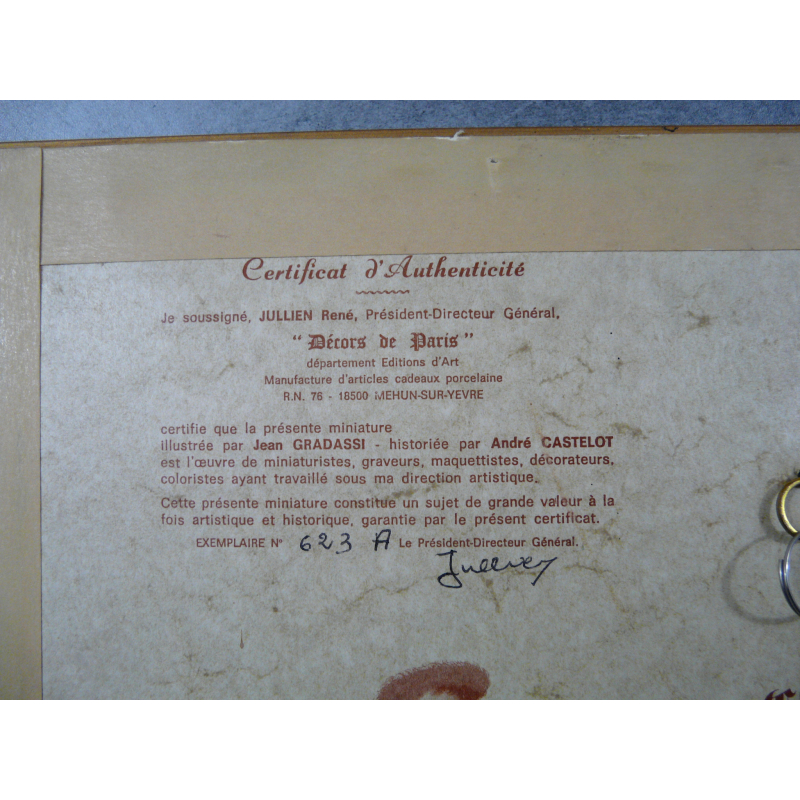 Certificat d'Authenticité
Je soussigné, JULLIEN René, Président-Directeur Général,
" Décors de Paris "
département Editions d'Art
Manufacture d'articles cadeaux porcelaine
R.N. 76 - 18500 MEHUN-SUR-YEVRE
certifie que la présente miniature
illustrée par Jean GRADASSI - historiée par André CASTELOT
est l'œuvre de miniaturistes, graveurs, maquettistes, décorateurs,
coloristes ayant travaillé sous ma direction artistique.
Cette présente miniature constitue un sujet de grande valeur à la
fois artistique et historique, garantie par le présent certificat.
EXEMPLAIRE N° 623 A Le Président-Directeur Général.